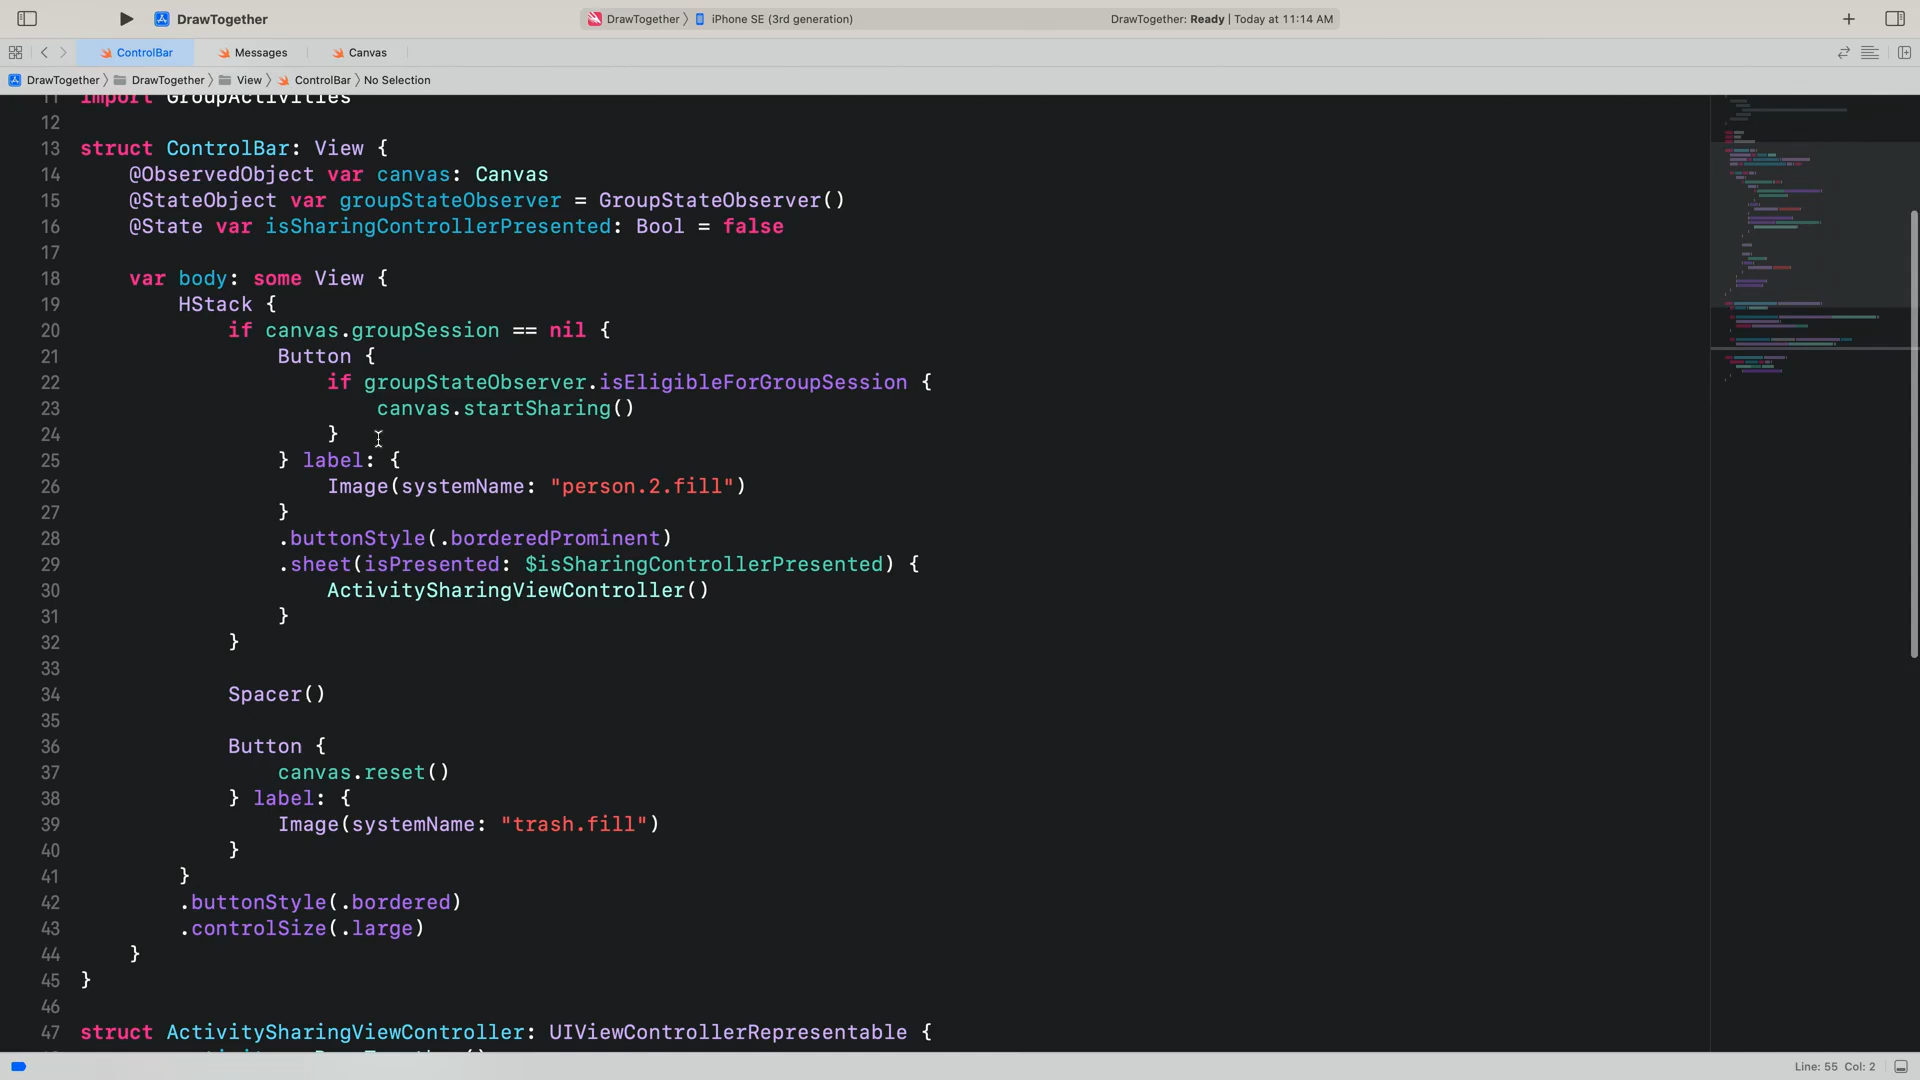 DrawTogether
DrawTogether 〉 iPhone SE (3rd generation)
DrawTogether: Ready | Today at 11:14 AM
ControlBar
Messages
Canvas
DrawTogether 〉 DrawTogether 〉 View 〉 ControlBar 〉 No Selection
11 import GroupActivities
12
13 struct ControlBar: View {
14 @ObservedObject var canvas: Canvas
15 @StateObject var groupStateObserver = GroupStateObserver()
16 @State var isSharingControllerPresented: Bool = false
17
18 var body: some View {
19 HStack {
20 if canvas.groupSession == nil {
21 Button {
22 if groupStateObserver.isEligibleForGroupSession {
23 canvas.startSharing()
24 }
25 } label: {
26 Image(systemName: "person.2.fill")
27 }
28 .buttonStyle(.borderedProminent)
29 .sheet(isPresented: $isSharingControllerPresented) {
30 ActivitySharingViewController()
31 }
32 }
33
34 Spacer()
35
36 Button {
37 canvas.reset()
38 } label: {
39 Image(systemName: "trash.fill")
40 }
41 }
42 .buttonStyle(.bordered)
43 .controlSize(.large)
44 }
45 }
46
47 struct ActivitySharingViewController: UIViewControllerRepresentable {
Line: 55 Col: 2